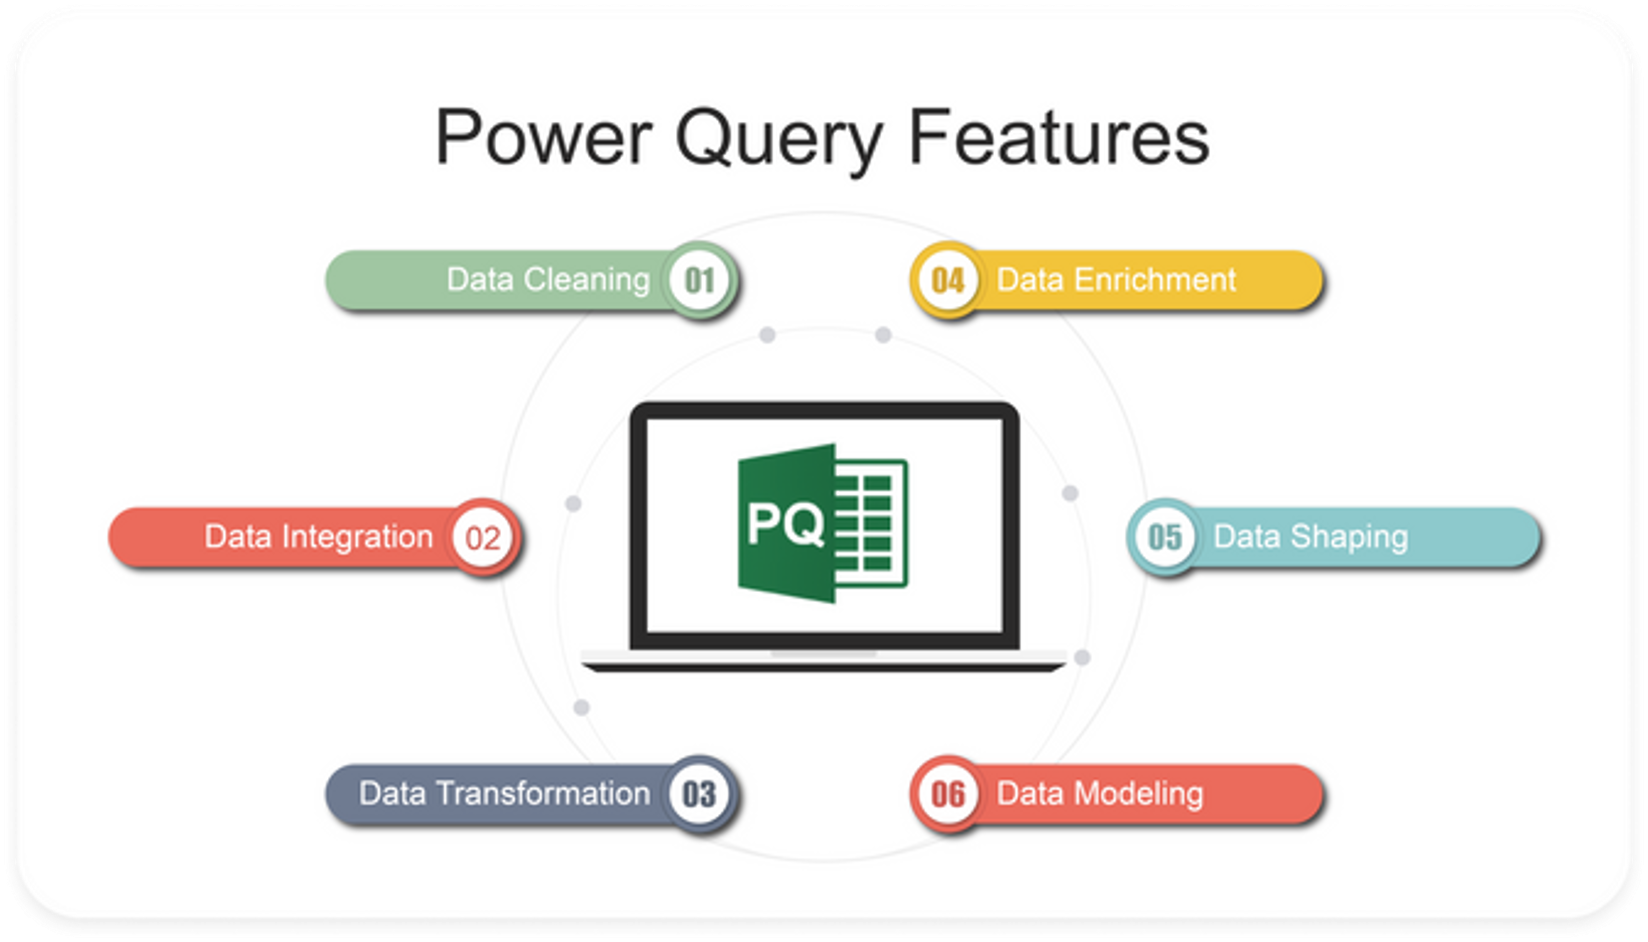 Power Query Features
Data Cleaning 01
04 Data Enrichment
PQ
Data Integration 02
05 Data Shaping
Data Transformation 03
06 Data Modeling